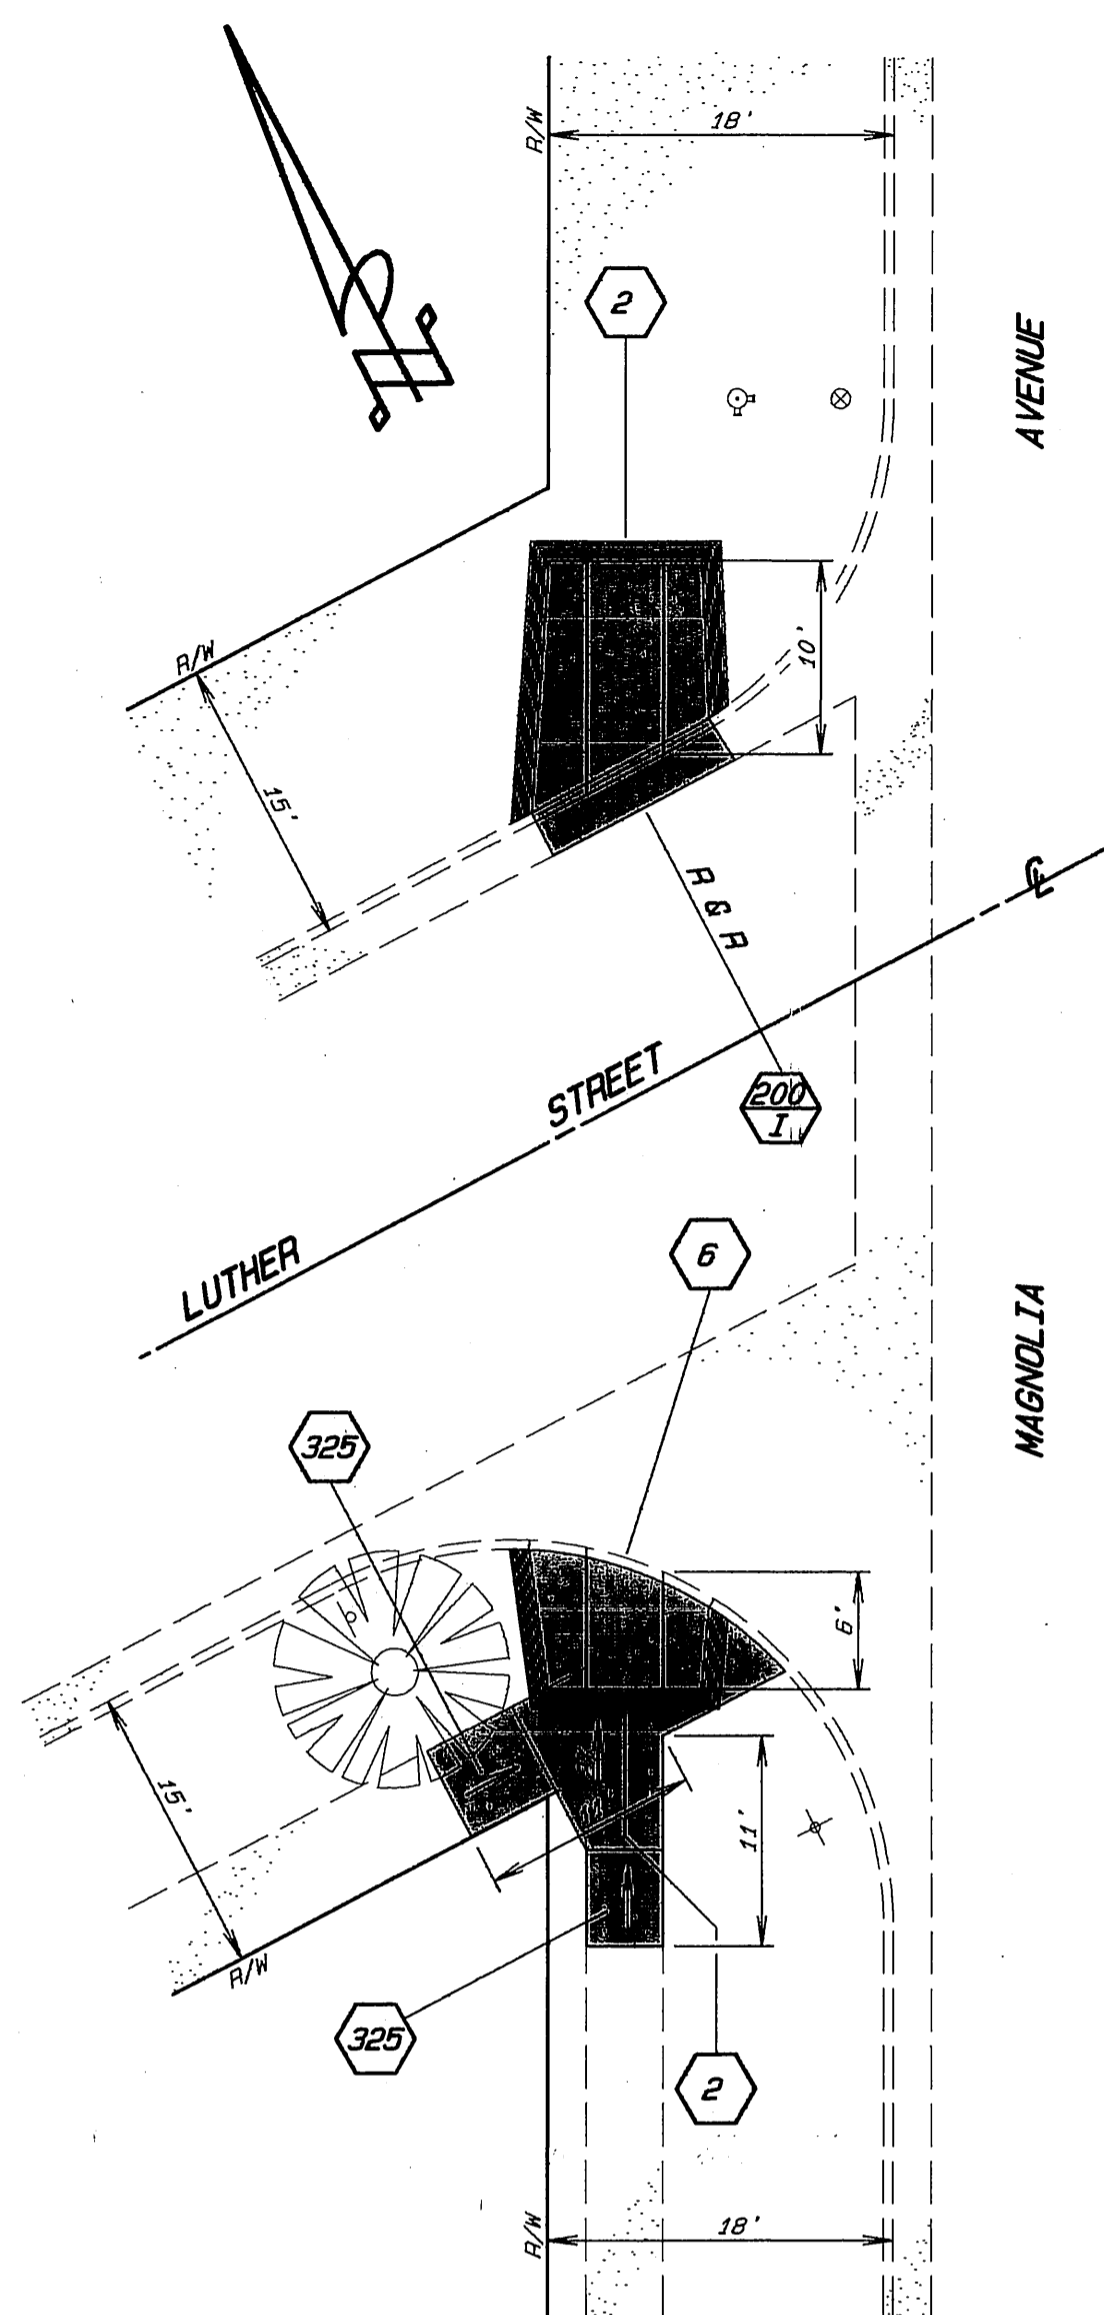 R/W
18'
2
AVENUE
10'
R/W
15'
R & R
℄
STREET
200
I
LUTHER
6
MAGNOLIA
325
6'
15'
11'
R/W
325
2
R/W
18'